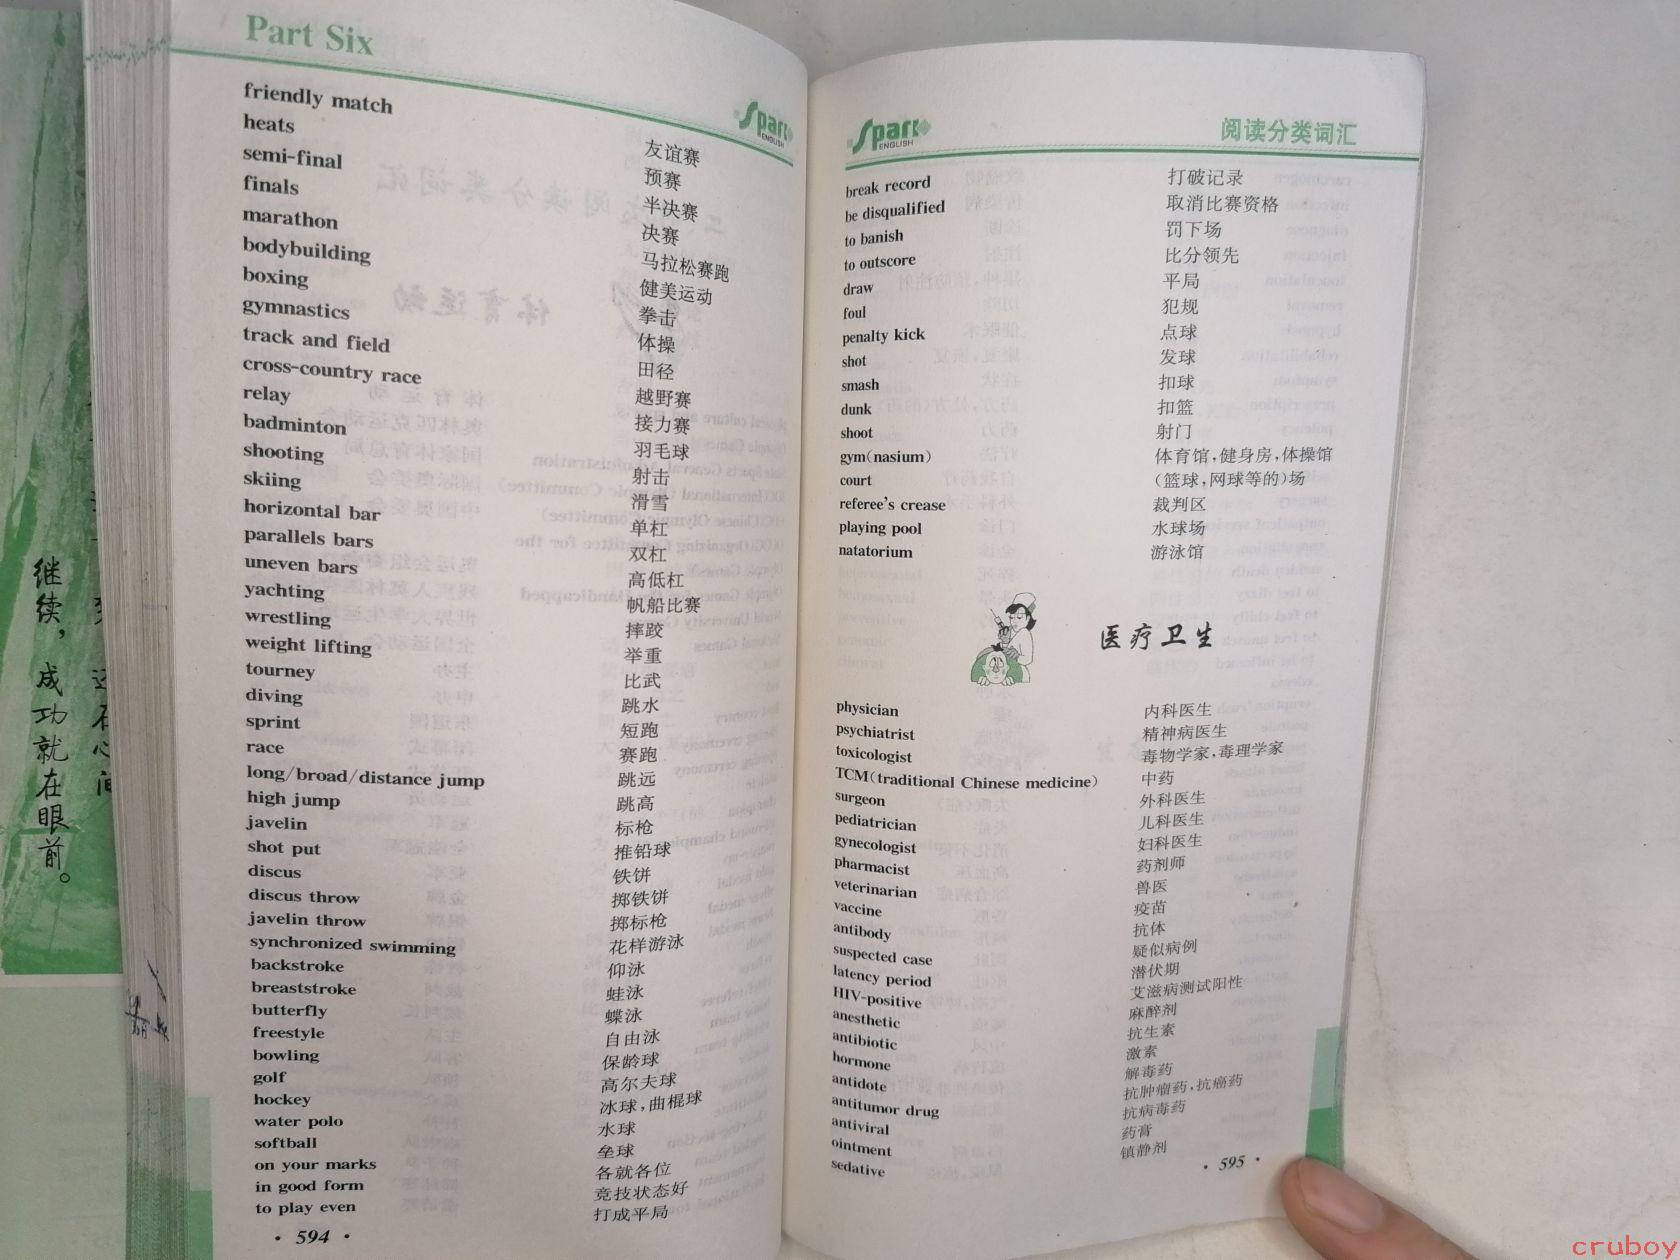 Part Six
Spark
ENGLISH
friendly match 友谊赛
heats 预赛
semi-final 半决赛
finals 决赛
marathon 马拉松赛跑
bodybuilding 健美运动
boxing 拳击
gymnastics 体操
track and field 田径
cross-country race 越野赛
relay 接力赛
badminton 羽毛球
shooting 射击
skiing 滑雪
horizontal bar 单杠
parallels bars 双杠
uneven bars 高低杠
yachting 帆船比赛
wrestling 摔跤
weight lifting 举重
tourney 比武
diving 跳水
sprint 短跑
race 赛跑
long/broad/distance jump 跳远
high jump 跳高
javelin 标枪
shot put 推铅球
discus 铁饼
discus throw 掷铁饼
javelin throw 掷标枪
synchronized swimming 花样游泳
backstroke 仰泳
breaststroke 蛙泳
butterfly 蝶泳
freestyle 自由泳
bowling 保龄球
golf 高尔夫球
hockey 冰球，曲棍球
water polo 水球
softball 垒球
on your marks 各就各位
in good form 竞技状态好
to play even 打成平局
· 594 ·
Spark
ENGLISH
阅读分类词汇
break record 打破记录
be disqualified 取消比赛资格
to banish 罚下场
to outscore 比分领先
draw 平局
foul 犯规
penalty kick 点球
shot 发球
smash 扣球
dunk 扣篮
shoot 射门
gym(nasium) 体育馆，健身房，体操馆
court （篮球，网球等的）场
referee's crease 裁判区
playing pool 水球场
natatorium 游泳馆
医疗卫生
physician 内科医生
psychiatrist 精神病医生
toxicologist 毒物学家，毒理学家
TCM(traditional Chinese medicine) 中药
surgeon 外科医生
pediatrician 儿科医生
gynecologist 妇科医生
pharmacist 药剂师
veterinarian 兽医
vaccine 疫苗
antibody 抗体
suspected case 疑似病例
latency period 潜伏期
HIV-positive 艾滋病测试阳性
anesthetic 麻醉剂
antibiotic 抗生素
hormone 激素
antidote 解毒药
antitumor drug 抗肿瘤药，抗癌药
antiviral 抗病毒药
ointment 药膏
sedative 镇静剂
· 595 ·
继续，成功就在眼前。
cruboy